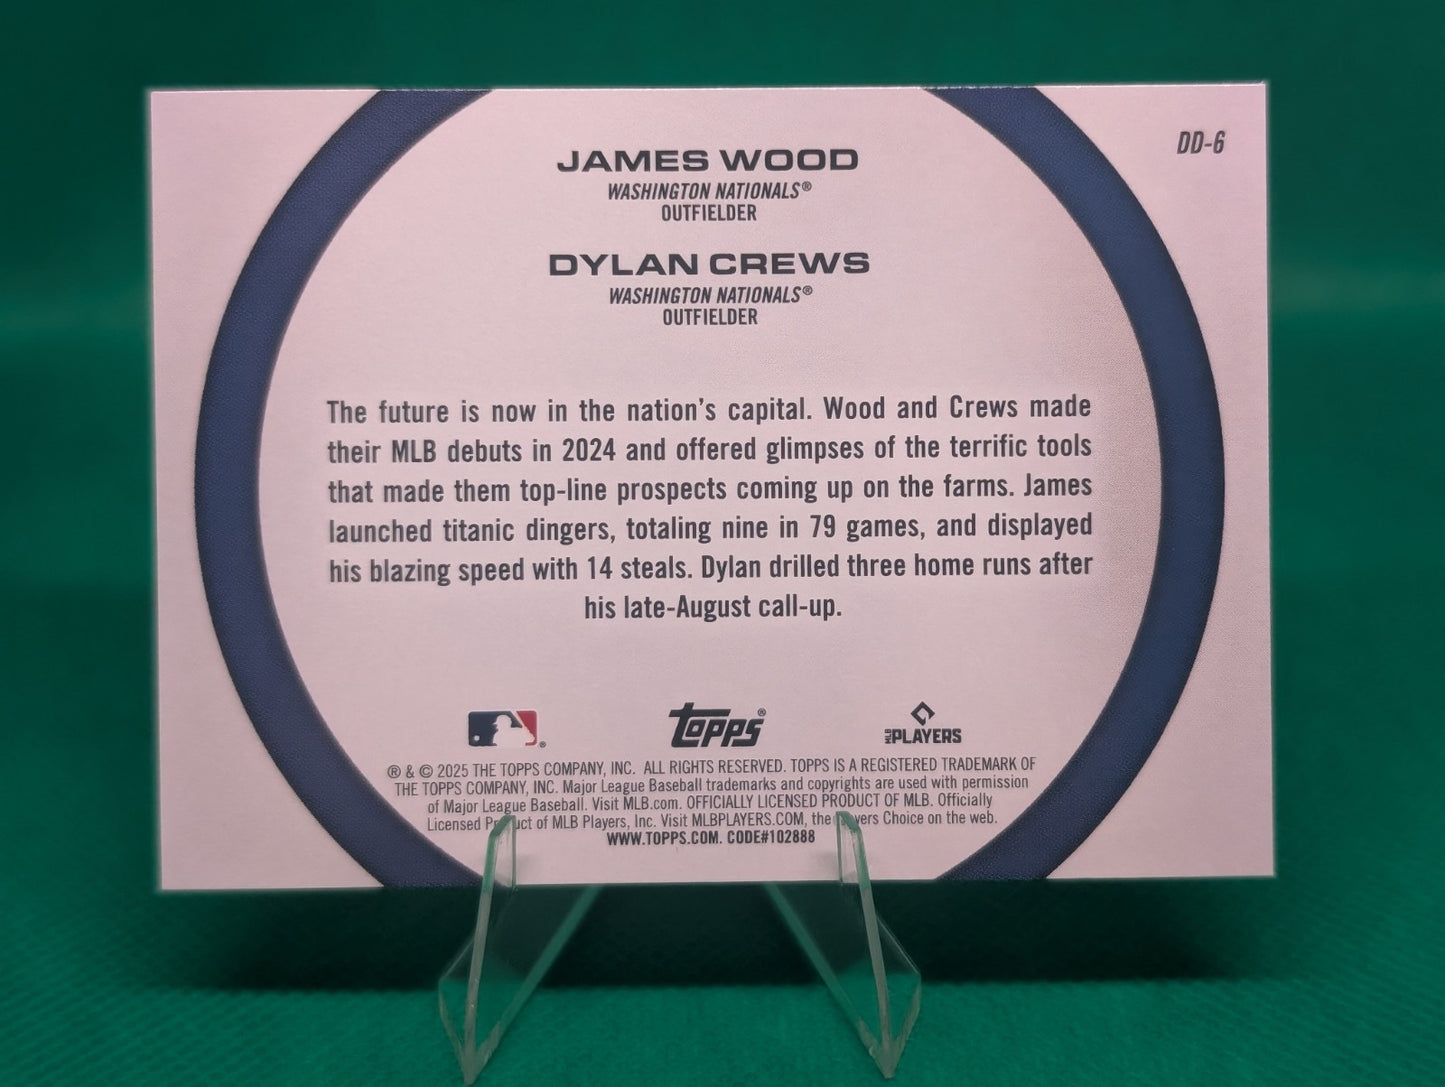 DD-6
JAMES WOOD
WASHINGTON NATIONALS®
OUTFIELDER
DYLAN CREWS
WASHINGTON NATIONALS®
OUTFIELDER
The future is now in the nation's capital. Wood and Crews made
their MLB debuts in 2024 and offered glimpses of the terrific tools
that made them top-line prospects coming up on the farms. James
launched titanic dingers, totaling nine in 79 games, and displayed
his blazing speed with 14 steals. Dylan drilled three home runs after
his late-August call-up.
® Topps® MLB PLAYERS
® & © 2025 THE TOPPS COMPANY, INC. ALL RIGHTS RESERVED. TOPPS IS A REGISTERED TRADEMARK OF
THE TOPPS COMPANY, INC. Major League Baseball trademarks and copyrights are used with permission
of Major League Baseball. Visit MLB.com. OFFICIALLY LICENSED PRODUCT OF MLB. Officially
Licensed of MLB Players, Inc. Visit MLBPLAYERS.COM, the Choice on the web.
WWW.TOPPS.COM. CODE#102888